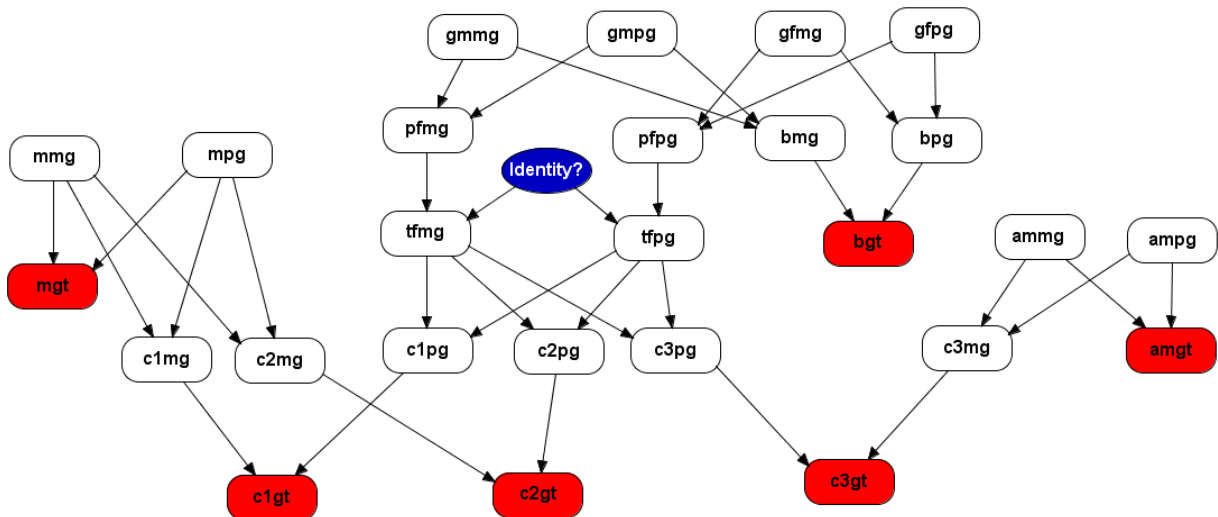 gmmg
gmpg
gfmg
gfpg
pfmg
pfpg
bmg
bpg
mmg
mpg
Identity?
tfmg
tfpg
bgt
ammg
ampg
mgt
c1mg
c2mg
c1pg
c2pg
c3pg
c3mg
amgt
c1gt
c2gt
c3gt